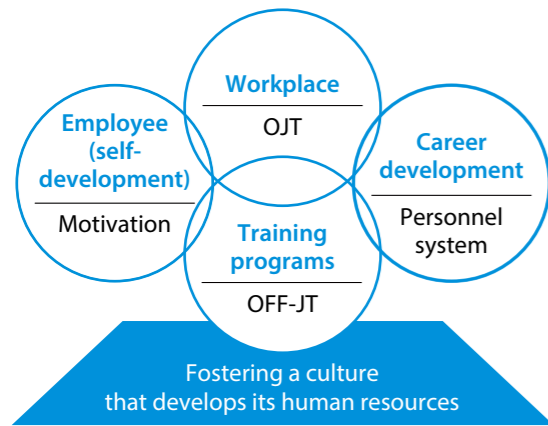 Workplace
OJT
Employee
(self-
development)
Motivation
Career
development
Personnel
system
Training
programs
OFF-JT
Fostering a culture
that develops its human resources